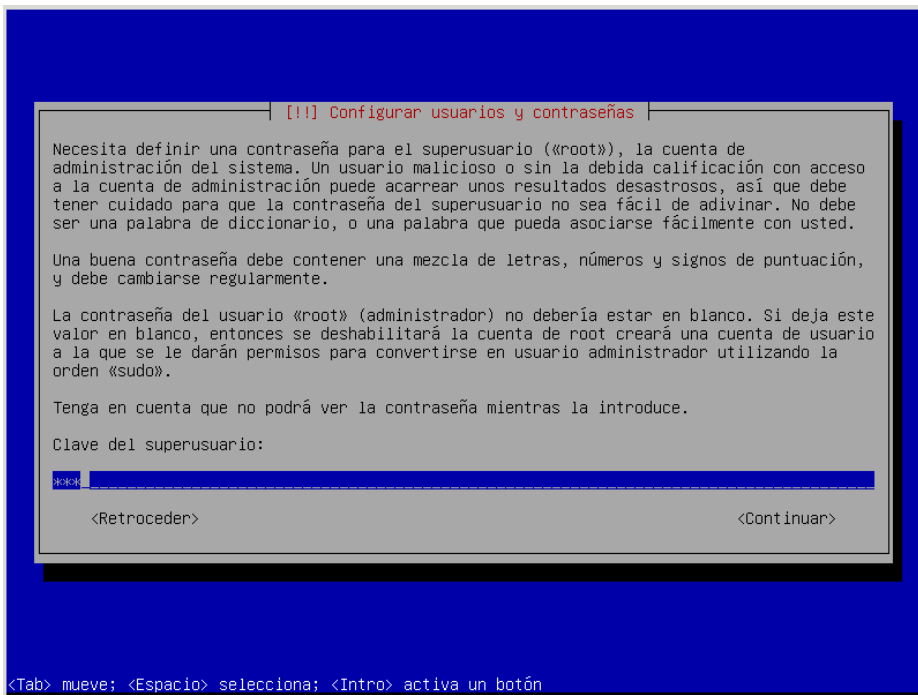 [!!] Configurar usuarios y contraseñas
Necesita definir una contraseña para el superusuario («root»), la cuenta de
administración del sistema. Un usuario malicioso o sin la debida calificación con acceso
a la cuenta de administración puede acarrear unos resultados desastrosos, así que debe
tener cuidado para que la contraseña del superusuario no sea fácil de adivinar. No debe
ser una palabra de diccionario, o una palabra que pueda asociarse fácilmente con usted.
Una buena contraseña debe contener una mezcla de letras, números y signos de puntuación,
y debe cambiarse regularmente.
La contraseña del usuario «root» (administrador) no debería estar en blanco. Si deja este
valor en blanco, entonces se deshabilitará la cuenta de root creará una cuenta de usuario
a la que se le darán permisos para convertirse en usuario administrador utilizando la
orden «sudo».
Tenga en cuenta que no podrá ver la contraseña mientras la introduce.
Clave del superusuario:
***
<Retroceder> <Continuar>
<Tab> mueve; <Espacio> selecciona; <Intro> activa un botón